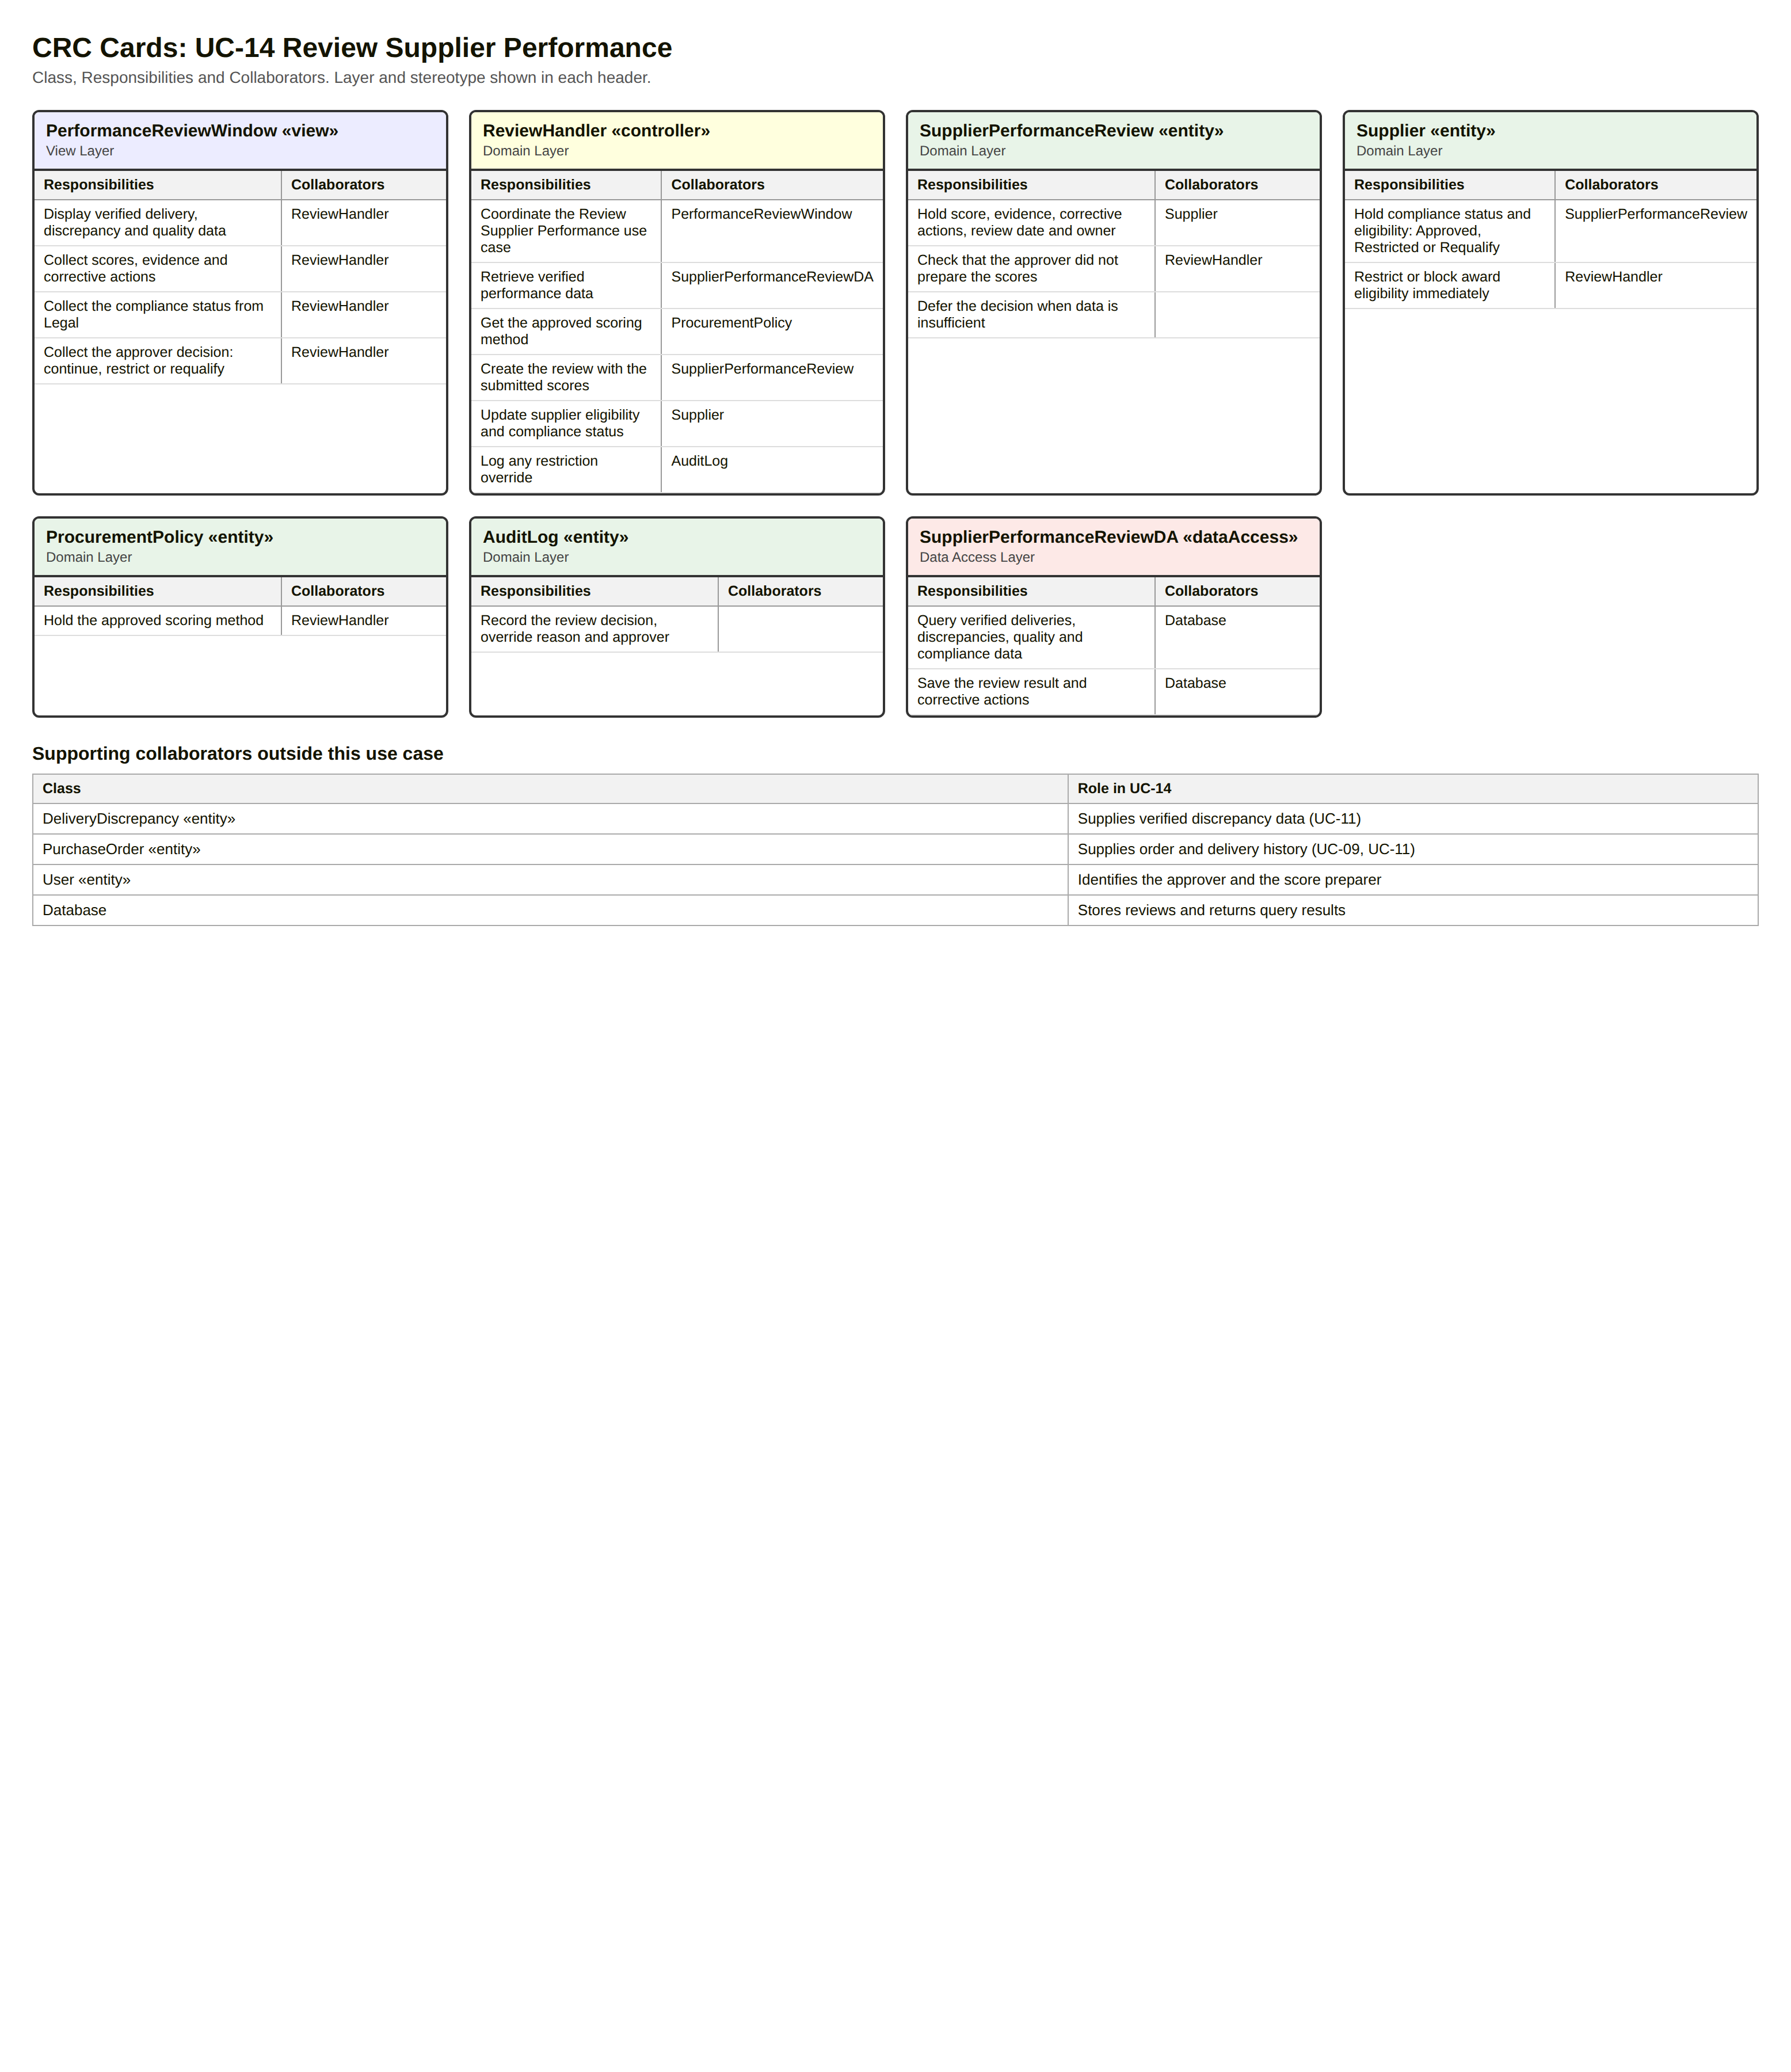 CRC Cards: UC-14 Review Supplier Performance
Class, Responsibilities and Collaborators. Layer and stereotype shown in each header.
PerformanceReviewWindow «view»
View Layer
Responsibilities
Collaborators
Display verified delivery,
discrepancy and quality data
ReviewHandler
Collect scores, evidence and
corrective actions
ReviewHandler
Collect the compliance status from
Legal
ReviewHandler
Collect the approver decision:
continue, restrict or requalify
ReviewHandler
ReviewHandler «controller»
Domain Layer
Responsibilities
Collaborators
Coordinate the Review
Supplier Performance use
case
PerformanceReviewWindow
Retrieve verified
performance data
SupplierPerformanceReviewDA
Get the approved scoring
method
ProcurementPolicy
Create the review with the
submitted scores
SupplierPerformanceReview
Update supplier eligibility
and compliance status
Supplier
Log any restriction
override
AuditLog
SupplierPerformanceReview «entity»
Domain Layer
Responsibilities
Collaborators
Hold score, evidence, corrective
actions, review date and owner
Supplier
Check that the approver did not
prepare the scores
ReviewHandler
Defer the decision when data is
insufficient
Supplier «entity»
Domain Layer
Responsibilities
Collaborators
Hold compliance status and
eligibility: Approved,
Restricted or Requalify
SupplierPerformanceReview
Restrict or block award
eligibility immediately
ReviewHandler
ProcurementPolicy «entity»
Domain Layer
Responsibilities
Collaborators
Hold the approved scoring method
ReviewHandler
AuditLog «entity»
Domain Layer
Responsibilities
Collaborators
Record the review decision,
override reason and approver
SupplierPerformanceReviewDA «dataAccess»
Data Access Layer
Responsibilities
Collaborators
Query verified deliveries,
discrepancies, quality and
compliance data
Database
Save the review result and
corrective actions
Database
Supporting collaborators outside this use case
Class
Role in UC-14
DeliveryDiscrepancy «entity»
Supplies verified discrepancy data (UC-11)
PurchaseOrder «entity»
Supplies order and delivery history (UC-09, UC-11)
User «entity»
Identifies the approver and the score preparer
Database
Stores reviews and returns query results